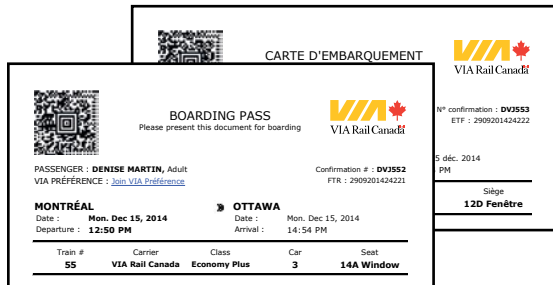 CARTE D'EMBARQUEMENT
VIA Rail Canada
N° confirmation : DVJ553
ETF : 2909201424222
5 déc. 2014
PM
Siège
12D Fenêtre
BOARDING PASS
Please present this document for boarding
VIA Rail Canada
PASSENGER : DENISE MARTIN, Adult
Confirmation # : DVJ552
VIA PRÉFÉRENCE : Join VIA Préférence
FTR : 2909201424221
MONTRÉAL » OTTAWA
Date : Mon. Dec 15, 2014 Date : Mon. Dec 15, 2014
Departure : 12:50 PM Arrival : 14:54 PM
Train # Carrier Class Car Seat
55 VIA Rail Canada Economy Plus 3 14A Window